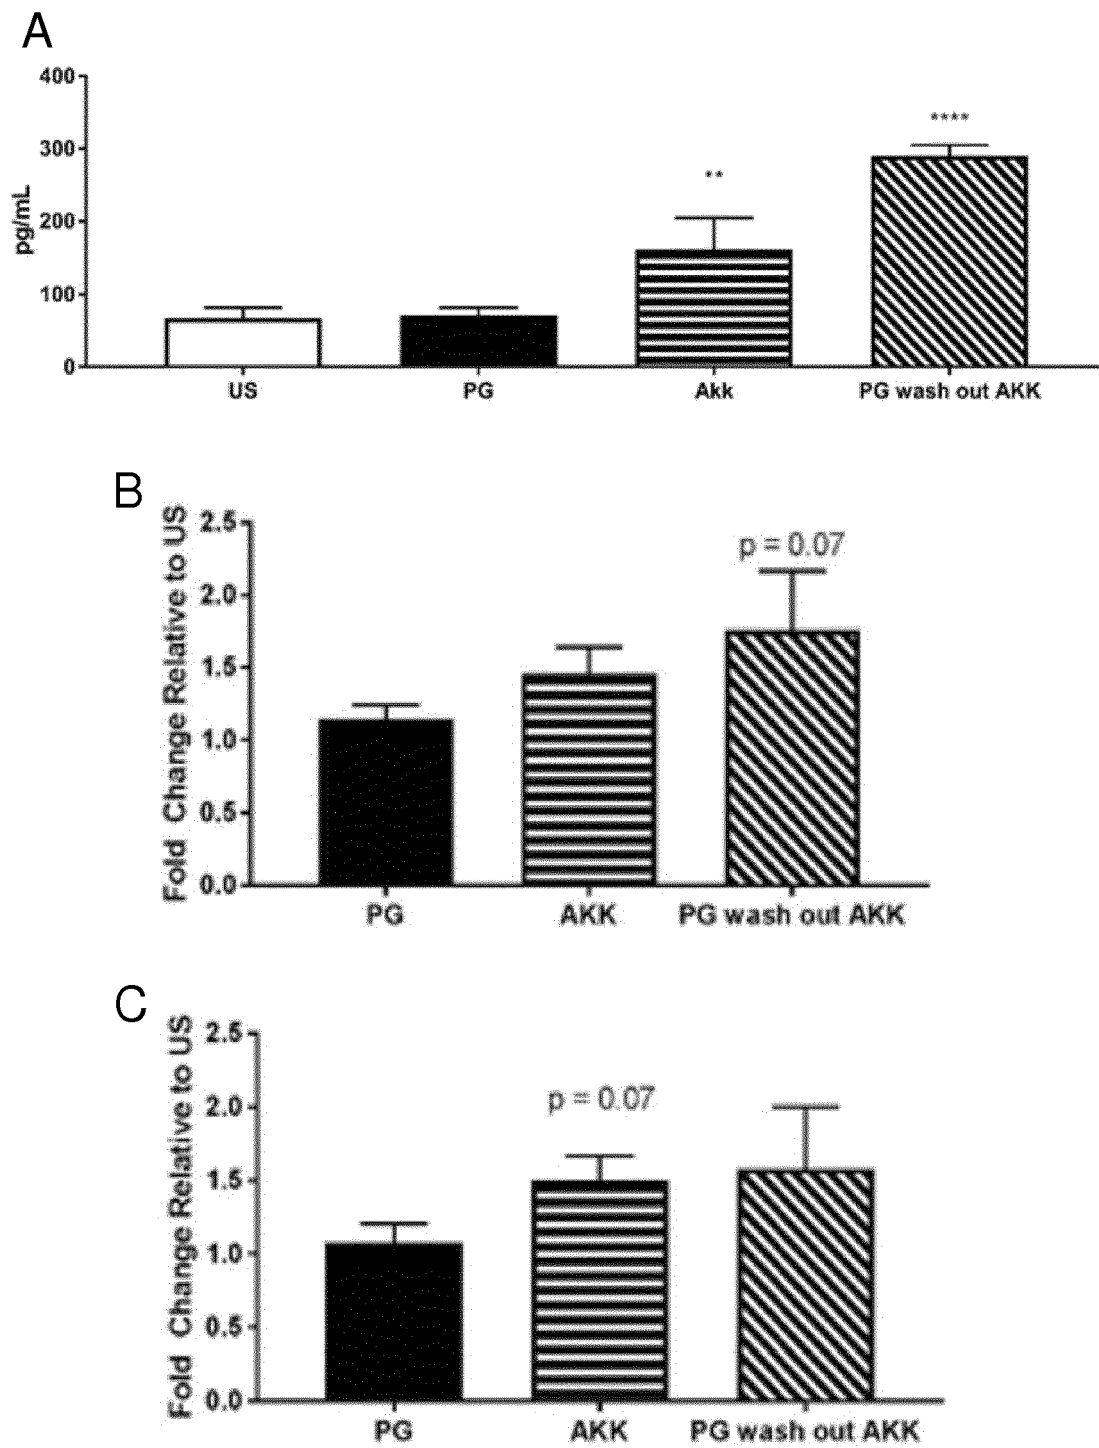 A
400
300
200
100
0
pg/mL
**
****
US
PG
Akk
PG wash out AKK
B
Fold Change Relative to US
2.5
2.0
1.5
1.0
0.5
0.0
p = 0.07
PG
AKK
PG wash out AKK
C
Fold Change Relative to US
2.5
2.0
1.5
1.0
0.5
0.0
p = 0.07
PG
AKK
PG wash out AKK